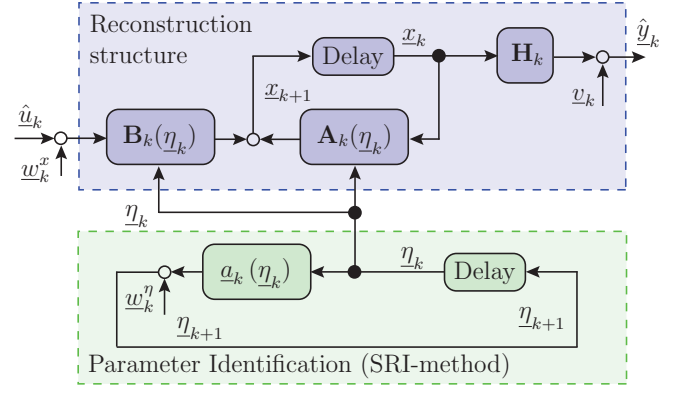 Reconstruction
structure
Delay
x_k
H_k
ŷ_k
v_k
x_{k+1}
û_k
w_k^x
B_k(η_k)
A_k(η_k)
η_k
a_k (η_k)
η_k
Delay
w_k^η
η_{k+1}
η_{k+1}
Parameter Identification (SRI-method)